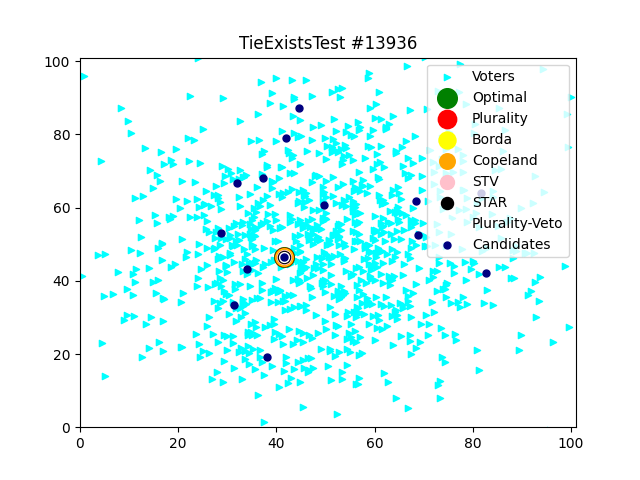 TieExistsTest #13936
100
80
60
40
20
0
0 20 40 60 80 100
Voters
Optimal
Plurality
Borda
Copeland
STV
STAR
Plurality-Veto
Candidates